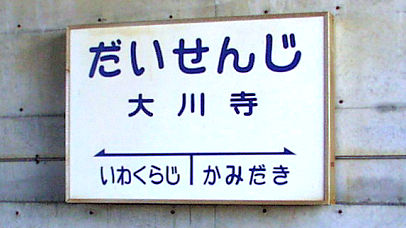 だいせんじ
大川寺
いわくらじ かみだき